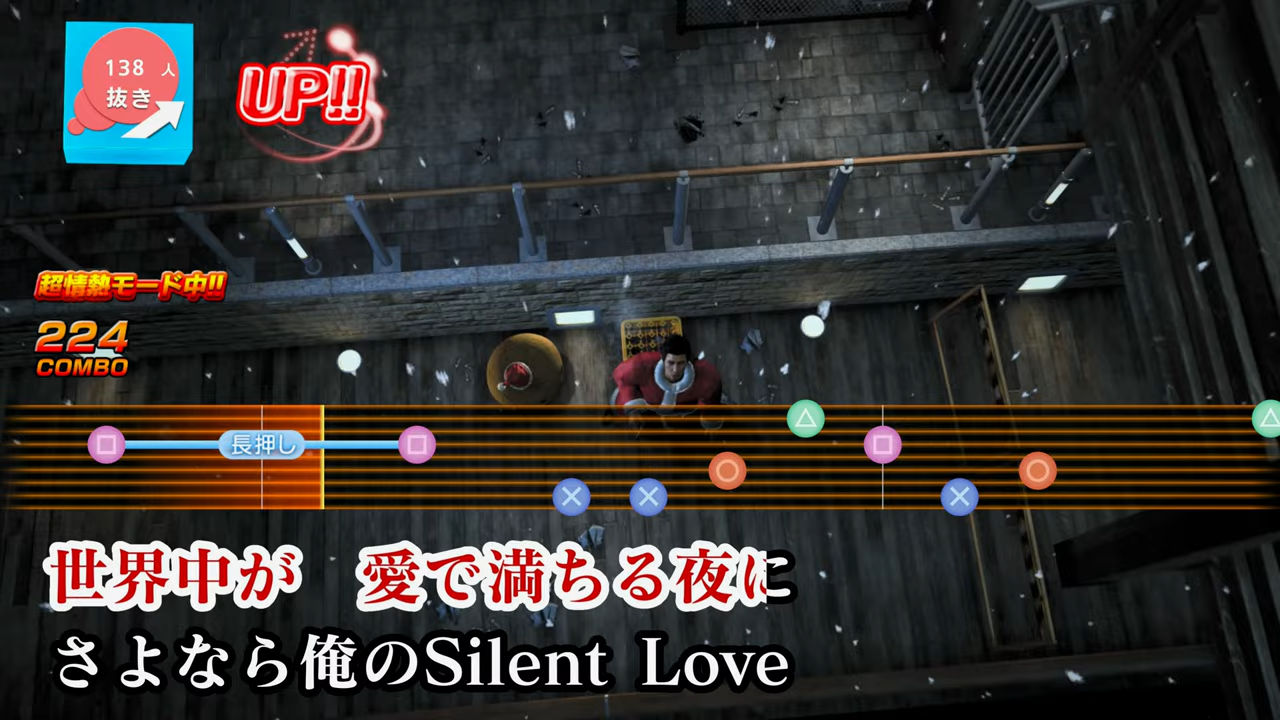 138 人
抜き
UP!!
超情熱モード中!!
224
COMBO
長押し
世界中が　愛で満ちる夜に
さよなら俺のSilent Love